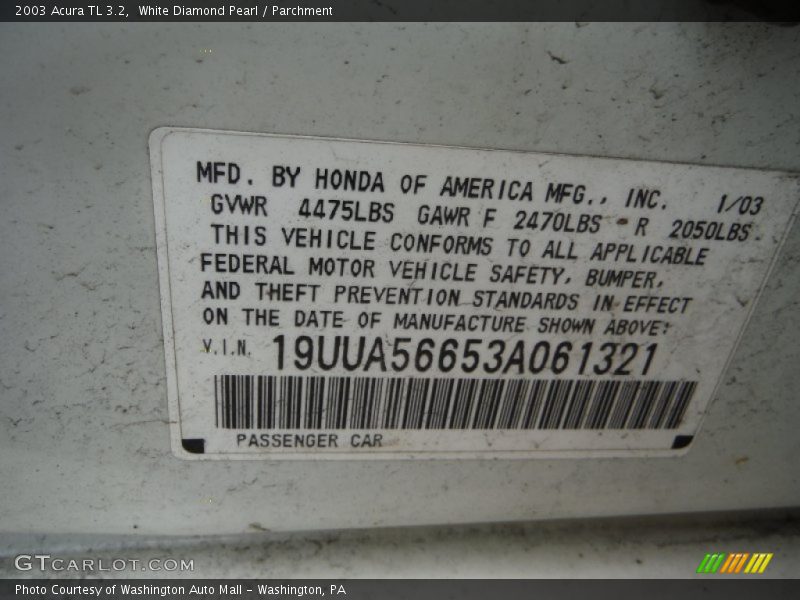 2003 Acura TL 3.2, White Diamond Pearl / Parchment
MFD. BY HONDA OF AMERICA MFG., INC. 1/03
GVWR 4475LBS GAWR F 2470LBS - R 2050LBS.
THIS VEHICLE CONFORMS TO ALL APPLICABLE
FEDERAL MOTOR VEHICLE SAFETY, BUMPER,
AND THEFT PREVENTION STANDARDS IN EFFECT
ON THE DATE OF MANUFACTURE SHOWN ABOVE:
V.I.N. 19UUA56653A061321
PASSENGER CAR
GTCARLOT.COM
Photo Courtesy of Washington Auto Mall - Washington, PA